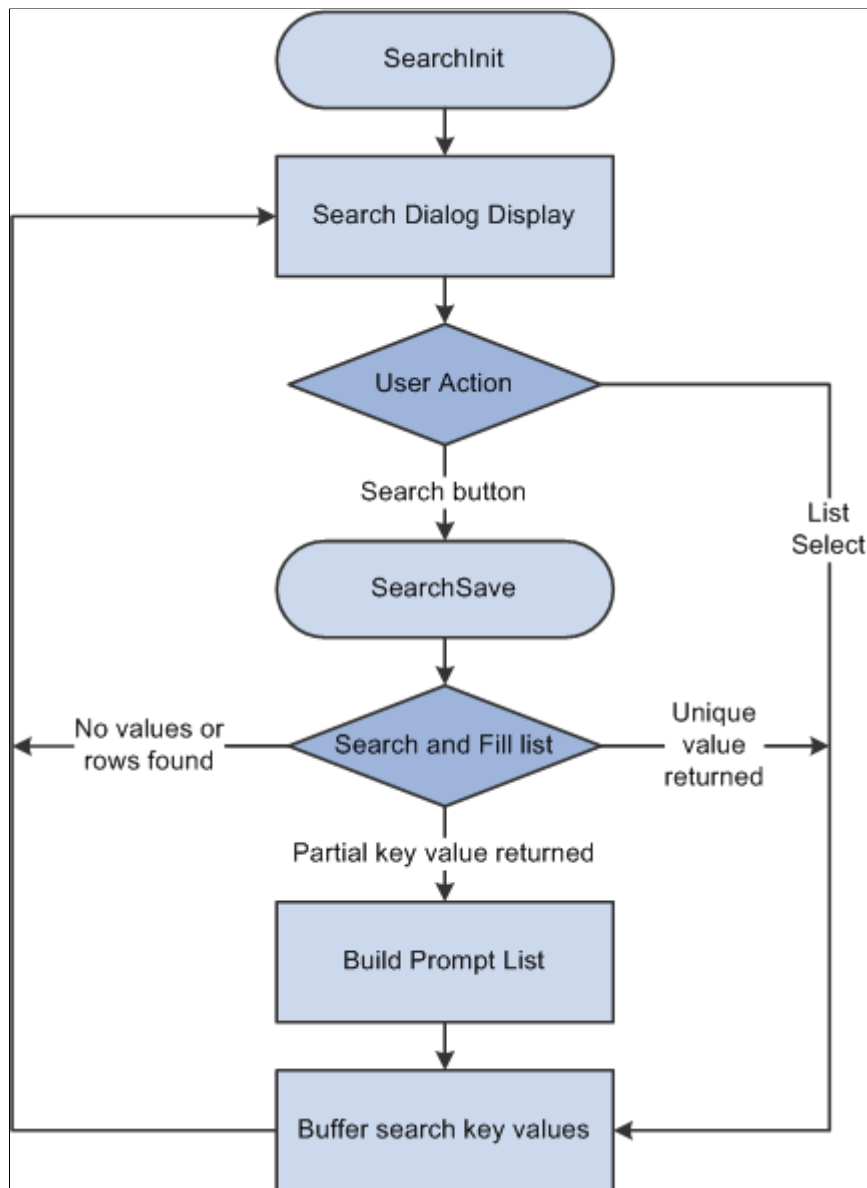 SearchInit
Search Dialog Display
User Action
Search button
List
Select
SearchSave
No values or
rows found
Search and Fill list
Unique
value
returned
Partial key value returned
Build Prompt List
Buffer search key values